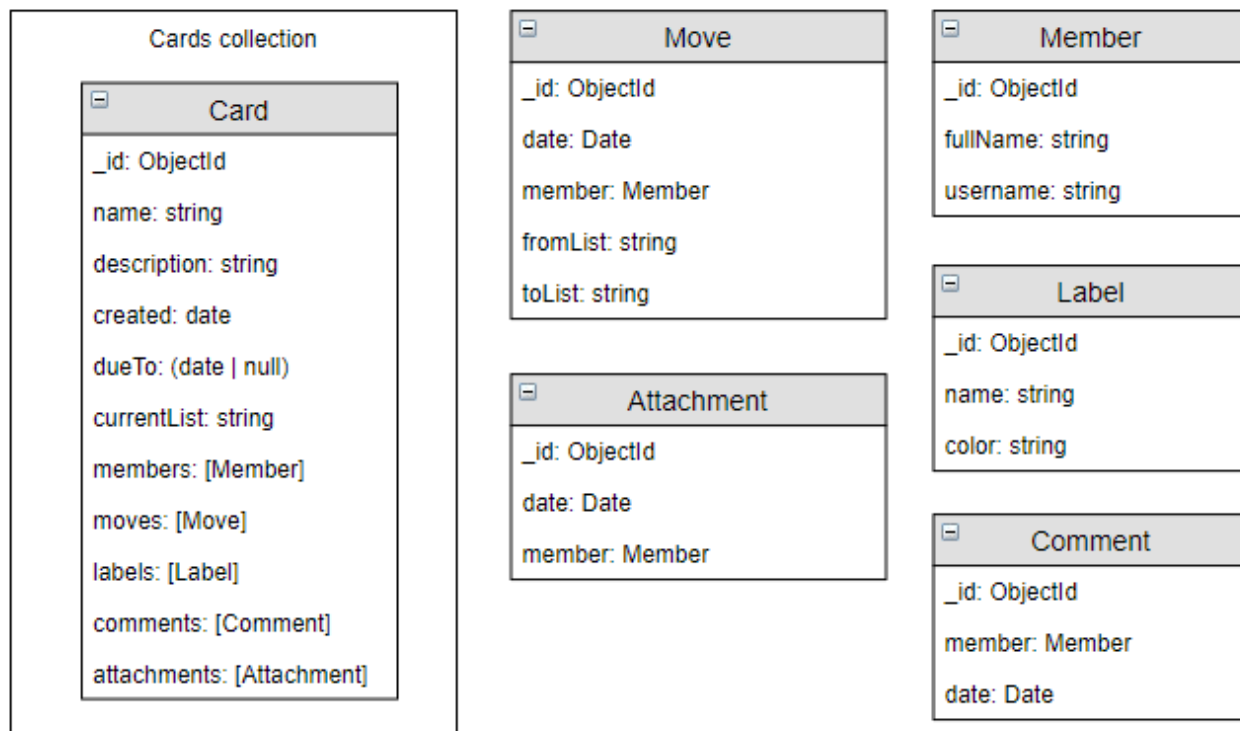 Cards collection
Card
_id: ObjectId
name: string
description: string
created: date
dueTo: (date | null)
currentList: string
members: [Member]
moves: [Move]
labels: [Label]
comments: [Comment]
attachments: [Attachment]
Move
_id: ObjectId
date: Date
member: Member
fromList: string
toList: string
Attachment
_id: ObjectId
date: Date
member: Member
Member
_id: ObjectId
fullName: string
username: string
Label
_id: ObjectId
name: string
color: string
Comment
_id: ObjectId
member: Member
date: Date